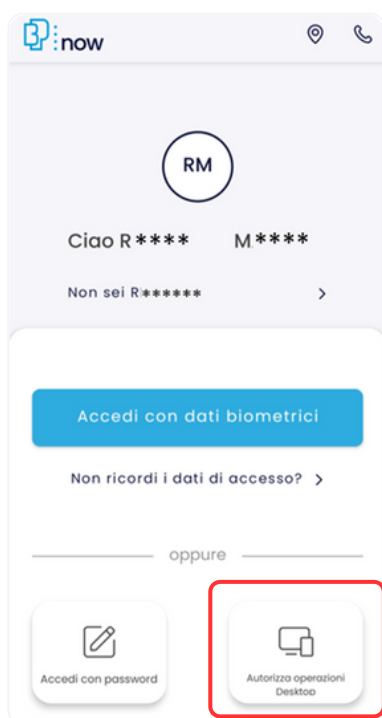 BP: now
RM
Ciao R**** M.****
Non sei R****** >
Accedi con dati biometrici
Non ricordi i dati di accesso? >
oppure
Accedi con password
Autorizza operazioni
Desktop